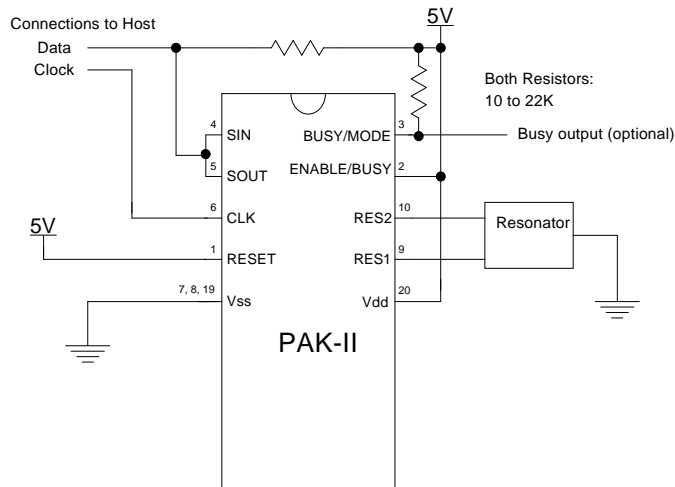 Connections to Host
Data
Clock
5V
Both Resistors:
10 to 22K
4
SIN
BUSY/MODE
3
Busy output (optional)
5
SOUT
ENABLE/BUSY
2
6
CLK
RES2
10
Resonator
5V
1
RESET
RES1
9
7, 8, 19
Vss
Vdd
20
PAK-II